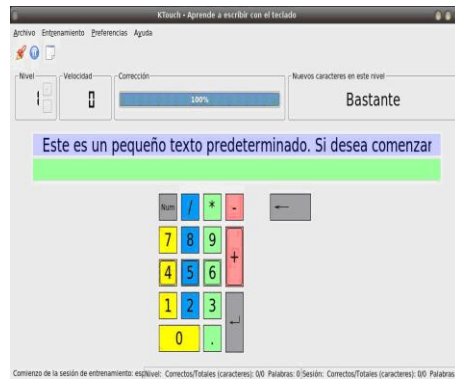 KTouch - Aprende a escribir con el teclado
Archivo Entrenamiento Preferencias Ayuda
Nivel Velocidad Corrección Nuevos caracteres en este nivel
1 0 100% Bastante
Este es un pequeño texto predeterminado. Si desea comenzar
Num / * -
7 8 9 +
4 5 6
1 2 3
0 .
Comienzo de la sesión de entrenamiento: esp Nivel: Correctos/Totales (caracteres): 0/0 Palabras: 0 Sesión: Correctos/Totales (caracteres): 0/0 Palabras